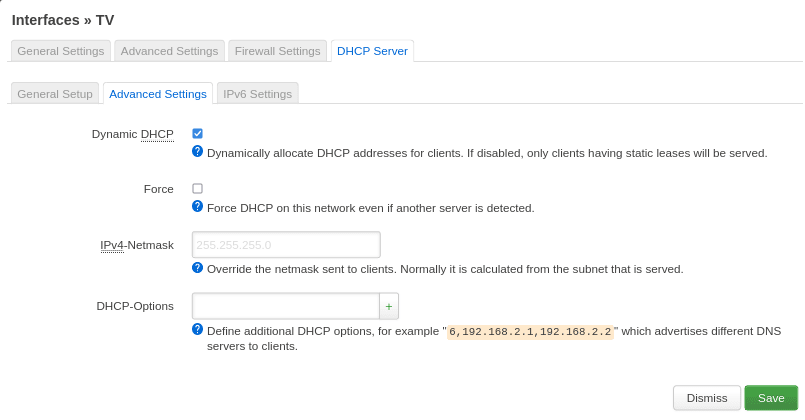 Interfaces » TV
General Settings Advanced Settings Firewall Settings DHCP Server
General Setup Advanced Settings IPv6 Settings
Dynamic DHCP
? Dynamically allocate DHCP addresses for clients. If disabled, only clients having static leases will be served.
Force
? Force DHCP on this network even if another server is detected.
IPv4-Netmask 255.255.255.0
? Override the netmask sent to clients. Normally it is calculated from the subnet that is served.
DHCP-Options +
? Define additional DHCP options, for example "6,192.168.2.1,192.168.2.2" which advertises different DNS
servers to clients.
Dismiss Save